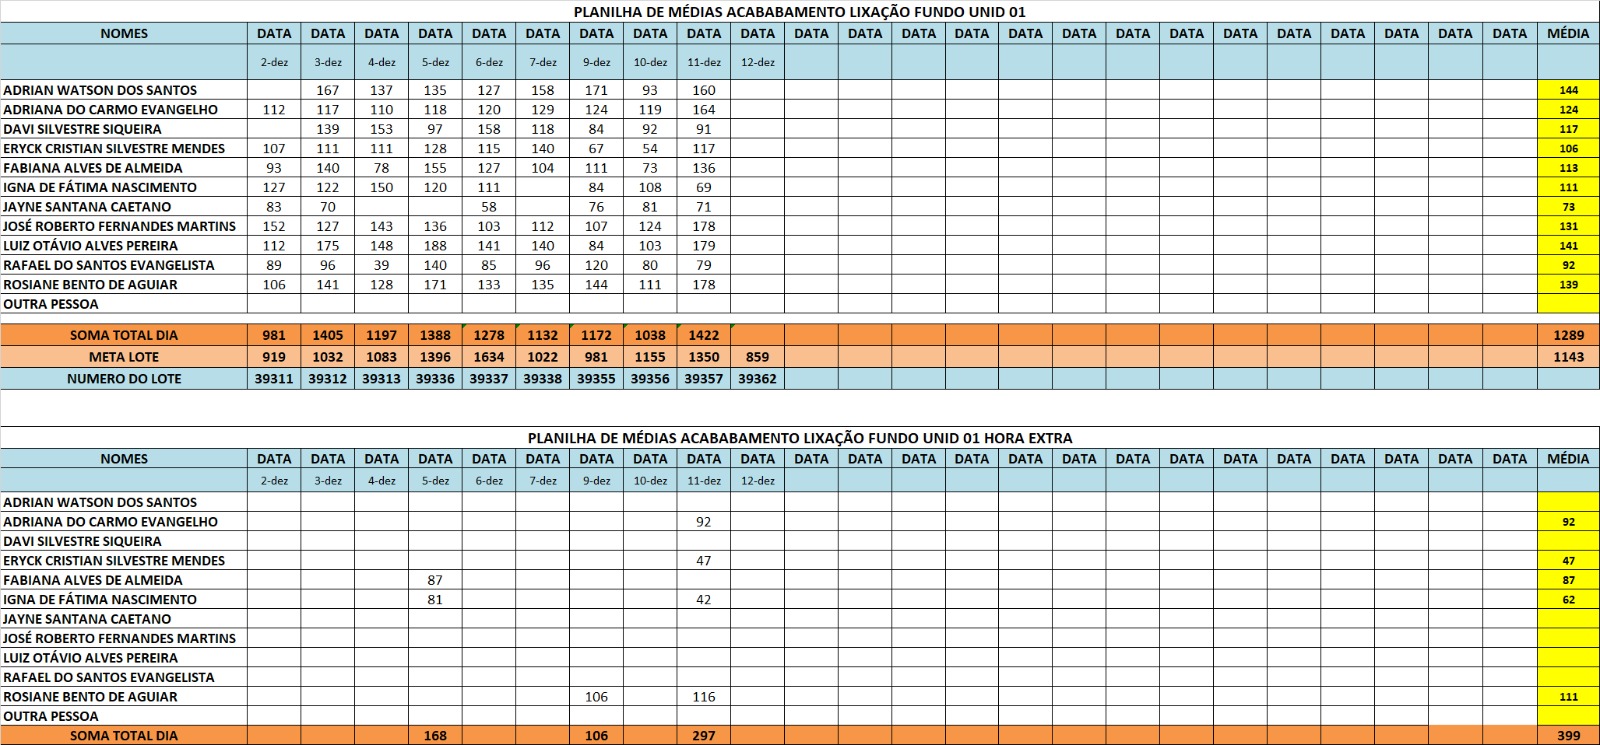 PLANILHA DE MÉDIAS ACABABAMENTO LIXAÇÃO FUNDO UNID 01
NOMES DATA DATA DATA DATA DATA DATA DATA DATA DATA DATA DATA DATA DATA DATA DATA DATA DATA DATA DATA DATA DATA DATA DATA DATA MÉDIA
2-dez 3-dez 4-dez 5-dez 6-dez 7-dez 9-dez 10-dez 11-dez 12-dez
ADRIAN WATSON DOS SANTOS 167 137 135 127 158 171 93 160 144
ADRIANA DO CARMO EVANGELHO 112 117 110 118 120 129 124 119 164 124
DAVI SILVESTRE SIQUEIRA 139 153 97 158 118 84 92 91 117
ERYCK CRISTIAN SILVESTRE MENDES 107 111 111 128 115 140 67 54 117 106
FABIANA ALVES DE ALMEIDA 93 140 78 155 127 104 111 73 136 113
IGNA DE FÁTIMA NASCIMENTO 127 122 150 120 111 84 108 69 111
JAYNE SANTANA CAETANO 83 70 58 76 81 71 73
JOSÉ ROBERTO FERNANDES MARTINS 152 127 143 136 103 112 107 124 178 131
LUIZ OTÁVIO ALVES PEREIRA 112 175 148 188 141 140 84 103 179 141
RAFAEL DO SANTOS EVANGELISTA 89 96 39 140 85 96 120 80 79 92
ROSIANE BENTO DE AGUIAR 106 141 128 171 133 135 144 111 178 139
OUTRA PESSOA
SOMA TOTAL DIA 981 1405 1197 1388 1278 1132 1172 1038 1422 1289
META LOTE 919 1032 1083 1396 1634 1022 981 1155 1350 859 1143
NUMERO DO LOTE 39311 39312 39313 39336 39337 39338 39355 39356 39357 39362
PLANILHA DE MÉDIAS ACABABAMENTO LIXAÇÃO FUNDO UNID 01 HORA EXTRA
NOMES DATA DATA DATA DATA DATA DATA DATA DATA DATA DATA DATA DATA DATA DATA DATA DATA DATA DATA DATA DATA DATA DATA DATA DATA MÉDIA
2-dez 3-dez 4-dez 5-dez 6-dez 7-dez 9-dez 10-dez 11-dez 12-dez
ADRIAN WATSON DOS SANTOS
ADRIANA DO CARMO EVANGELHO 92 92
DAVI SILVESTRE SIQUEIRA
ERYCK CRISTIAN SILVESTRE MENDES 47 47
FABIANA ALVES DE ALMEIDA 87 87
IGNA DE FÁTIMA NASCIMENTO 81 42 62
JAYNE SANTANA CAETANO
JOSÉ ROBERTO FERNANDES MARTINS
LUIZ OTÁVIO ALVES PEREIRA
RAFAEL DO SANTOS EVANGELISTA
ROSIANE BENTO DE AGUIAR 106 116 111
OUTRA PESSOA
SOMA TOTAL DIA 168 106 297 399